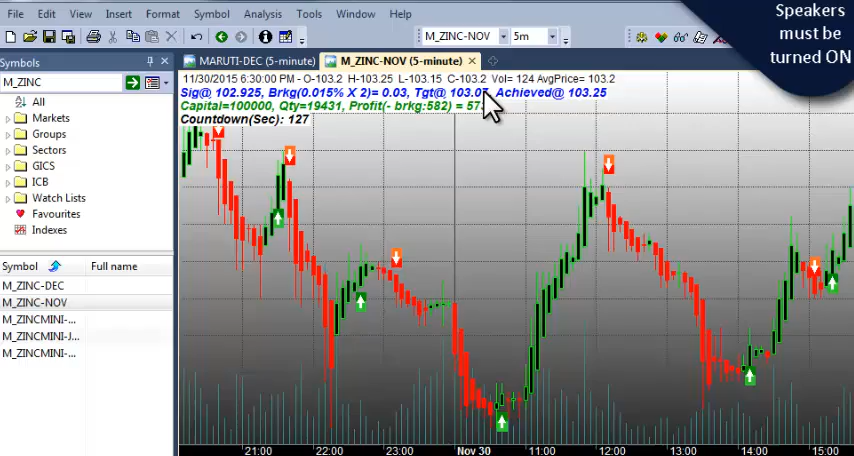 File Edit View Insert Format Symbol Analysis Tools Window Help
Speakers
must be
turned ON
M_ZINC-NOV 5m
Symbols
MARUTI-DEC (5-minute) M_ZINC-NOV (5-minute)
M_ZINC
11/30/2015 6:30:00 PM - O-103.2 H-103.25 L-103.15 C-103.2 Vol= 124 AvgPrice= 103.2
Sig@ 102.925, Brkg(0.015% X 2)= 0.03, Tgt@ Achieved@ 103.25
Capital=100000, Qty=19431, Profit(- brkg:582) =
Countdown(Sec): 127
All
Markets
Groups
Sectors
GICS
ICB
Watch Lists
Favourites
Indexes
Symbol Full name
M_ZINC-DEC
M_ZINC-NOV
M_ZINCMINI-...
M_ZINCMINI-J...
M_ZINCMINI-...
21:00 22:00 23:00 Nov 30 11:00 12:00 13:00 14:00 15:00